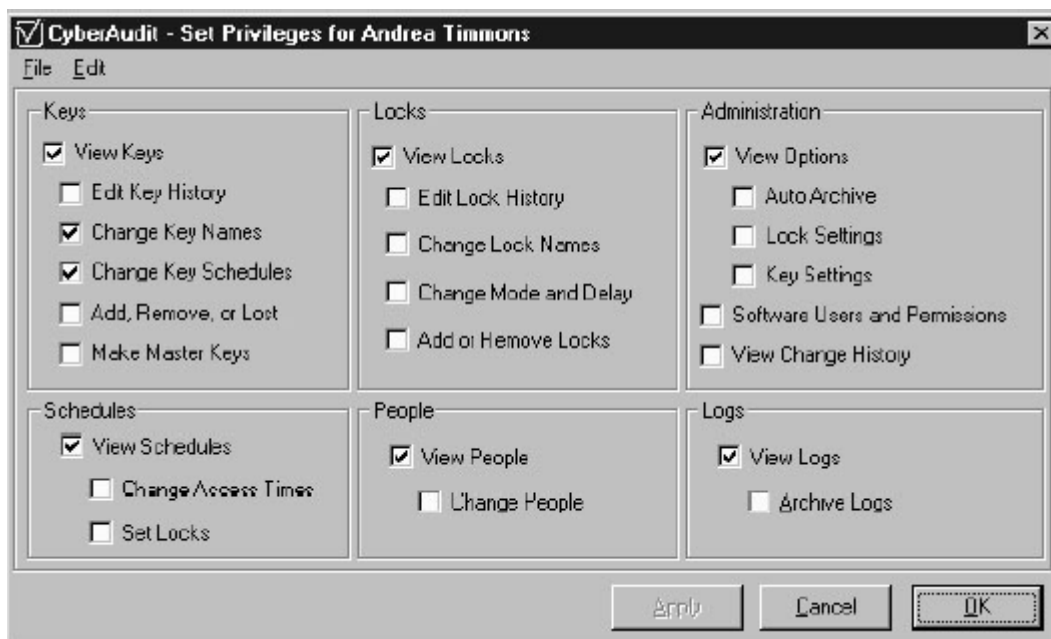 CyberAudit - Set Privileges for Andrea Timmons
File Edit
Keys
View Keys
Edit Key History
Change Key Names
Change Key Schedules
Add, Remove, or Lost
Make Master Keys
Locks
View Locks
Edit Lock History
Change Lock Names
Change Mode and Delay
Add or Remove Locks
Administration
View Options
Auto Archive
Lock Settings
Key Settings
Software Users and Permissions
View Change History
Schedules
View Schedules
Change Access Times
Set Locks
People
View People
Change People
Logs
View Logs
Archive Logs
Apply Cancel OK